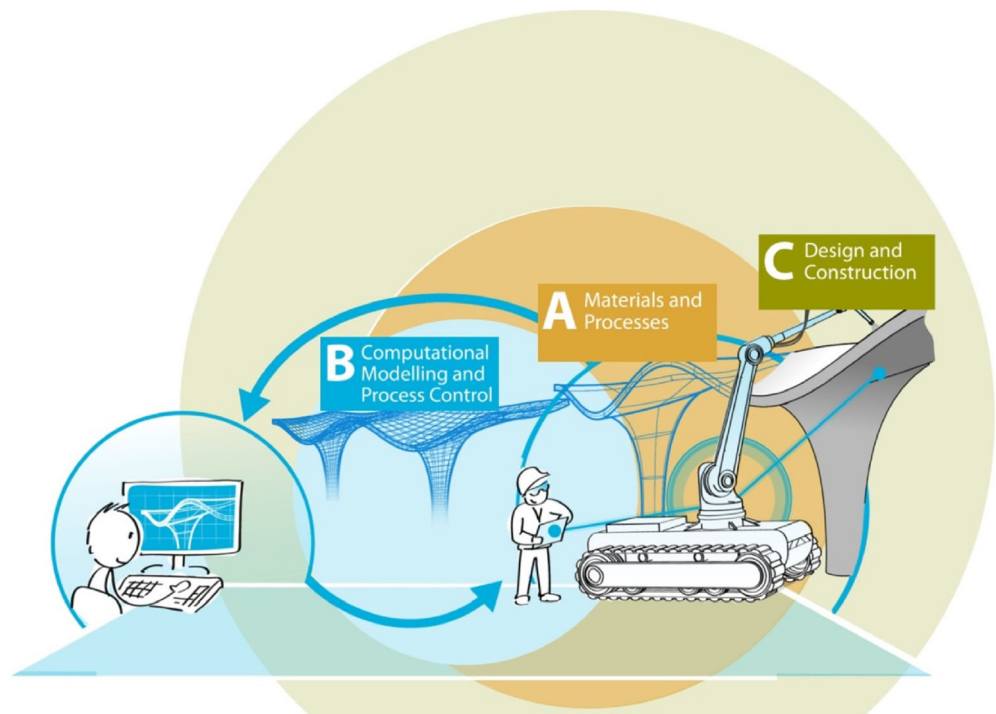 C Design and
Construction
A Materials and
Processes
B Computational
Modelling and
Process Control